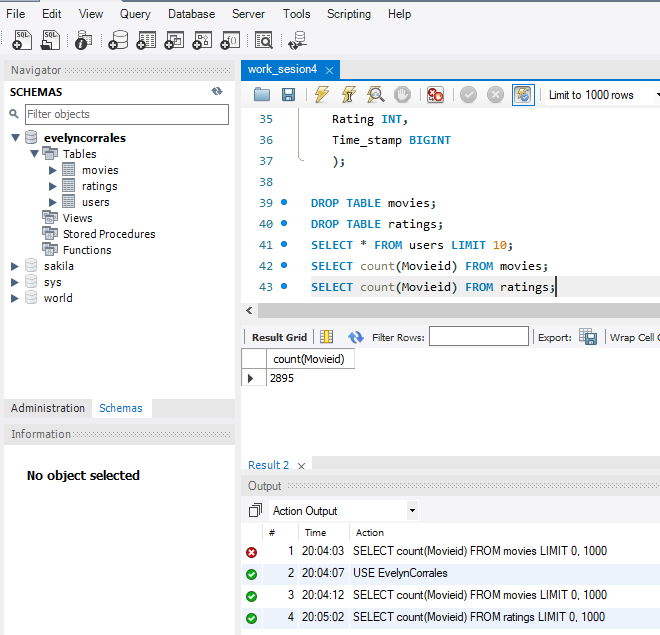 File Edit View Query Database Server Tools Scripting Help
Navigator
SCHEMAS
Filter objects
evelyncorrales
Tables
movies
ratings
users
Views
Stored Procedures
Functions
sakila
sys
world
Administration Schemas
Information
No object selected
work_sesion4
Limit to 1000 rows
35 Rating INT,
36 Time_stamp BIGINT
37 );
38
39 DROP TABLE movies;
40 DROP TABLE ratings;
41 SELECT * FROM users LIMIT 10;
42 SELECT count(Movieid) FROM movies;
43 SELECT count(Movieid) FROM ratings;
Result Grid Filter Rows: Export: Wrap Cell C
count(Movieid)
2895
Result 2
Output
Action Output
# Time Action
1 20:04:03 SELECT count(Movieid) FROM movies LIMIT 0, 1000
2 20:04:07 USE EvelynCorrales
3 20:04:12 SELECT count(Movieid) FROM movies LIMIT 0, 1000
4 20:05:02 SELECT count(Movieid) FROM ratings LIMIT 0, 1000